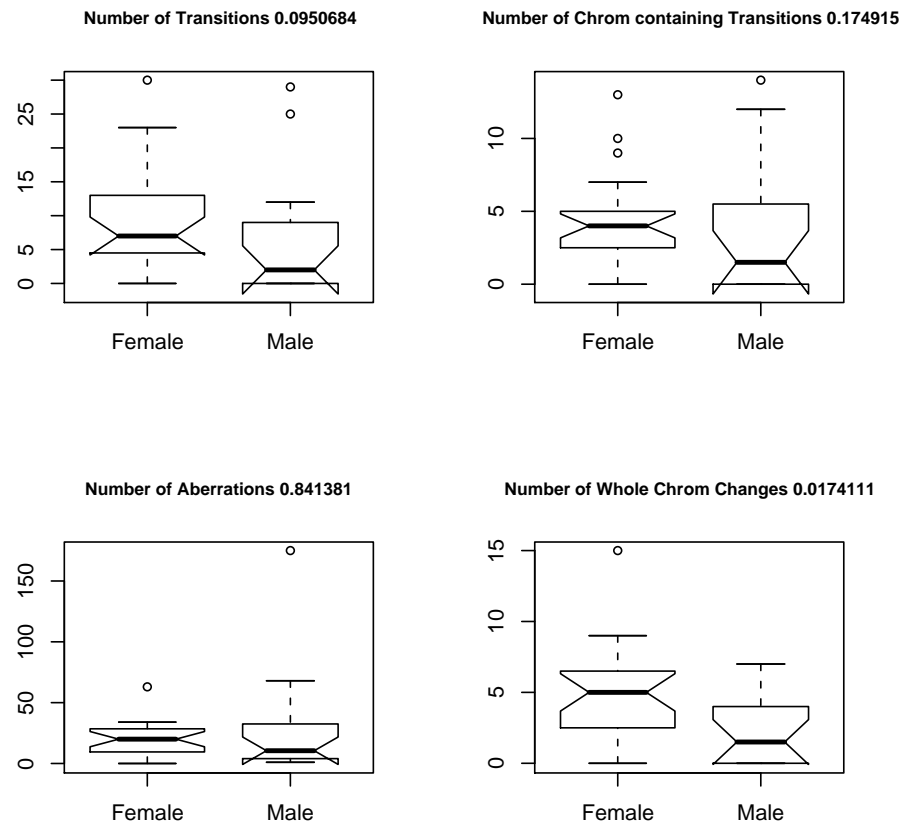 Number of Transitions 0.0950684
25
15
5
0
Female Male
Number of Chrom containing Transitions 0.174915
10
5
0
Female Male
Number of Aberrations 0.841381
150
100
50
0
Female Male
Number of Whole Chrom Changes 0.0174111
15
10
5
0
Female Male